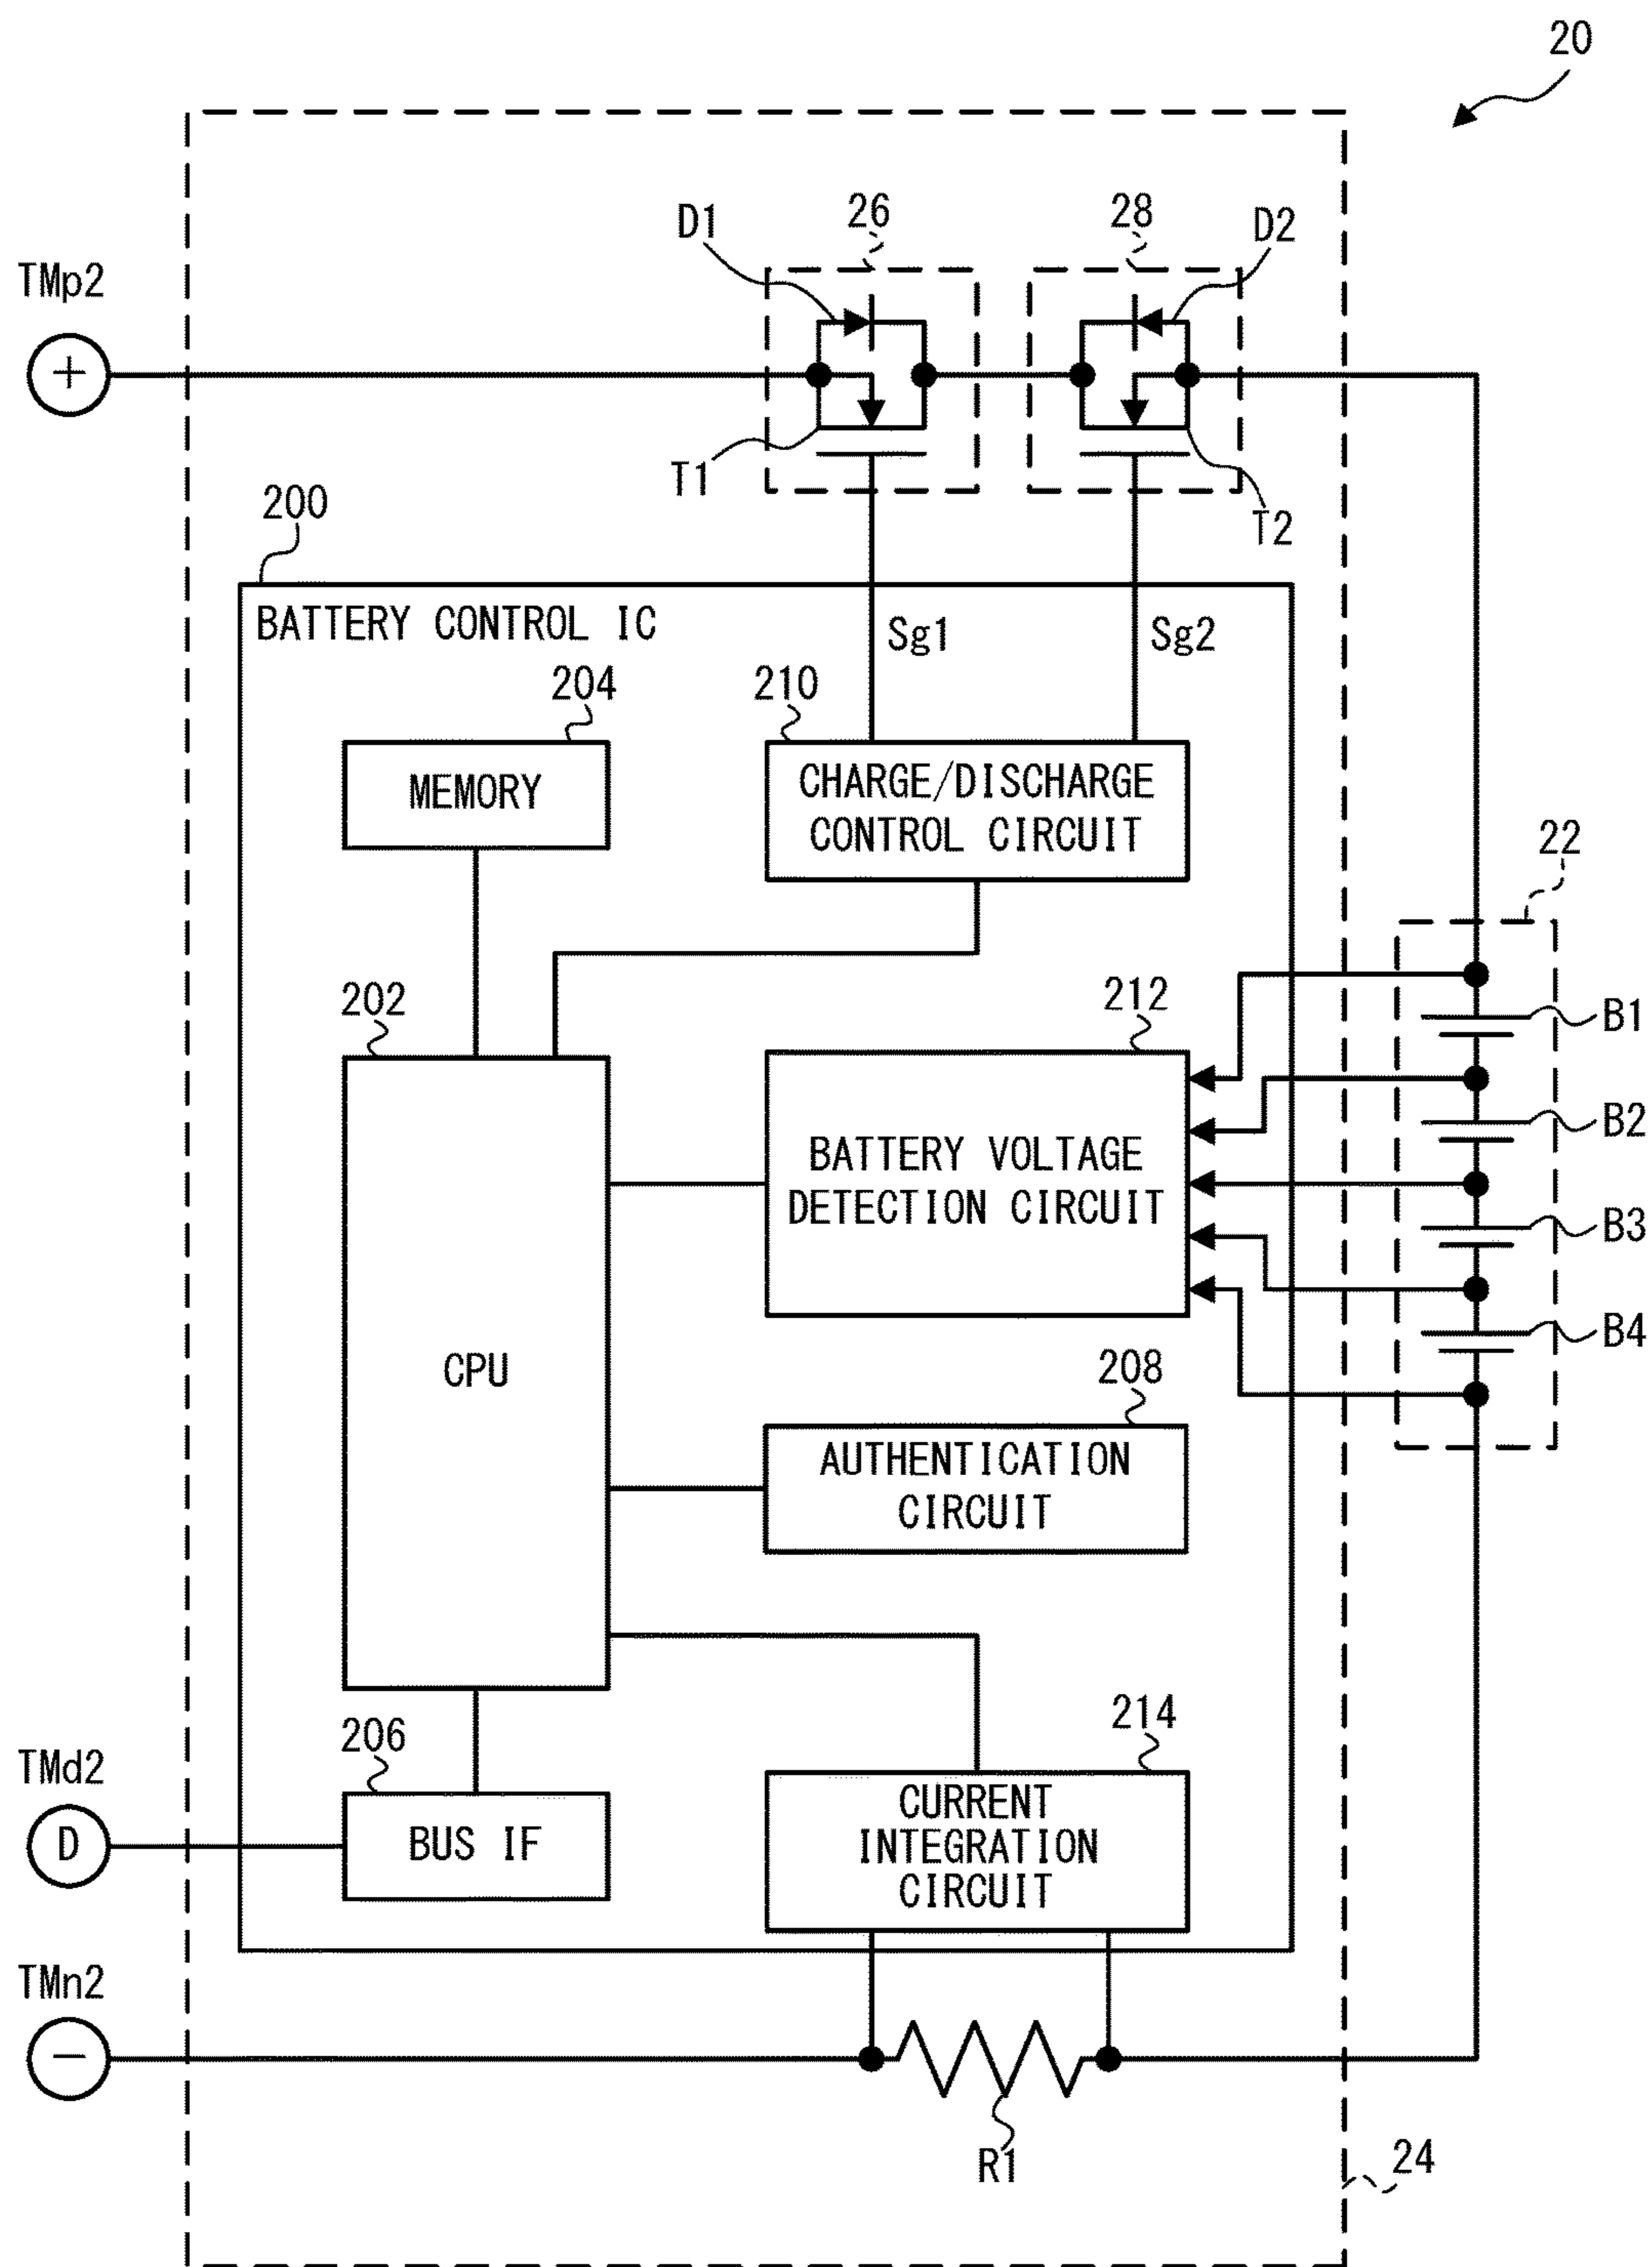 20
26
28
D1
D2
TMp2
+
T1
T2
200
BATTERY CONTROL IC
Sg1
Sg2
204
210
MEMORY
CHARGE/DISCHARGE
CONTROL CIRCUIT
22
202
212
B1
B2
BATTERY VOLTAGE
DETECTION CIRCUIT
B3
B4
CPU
208
AUTHENTICATION
CIRCUIT
206
214
TMd2
D
BUS IF
CURRENT
INTEGRATION
CIRCUIT
TMn2
−
R1
24